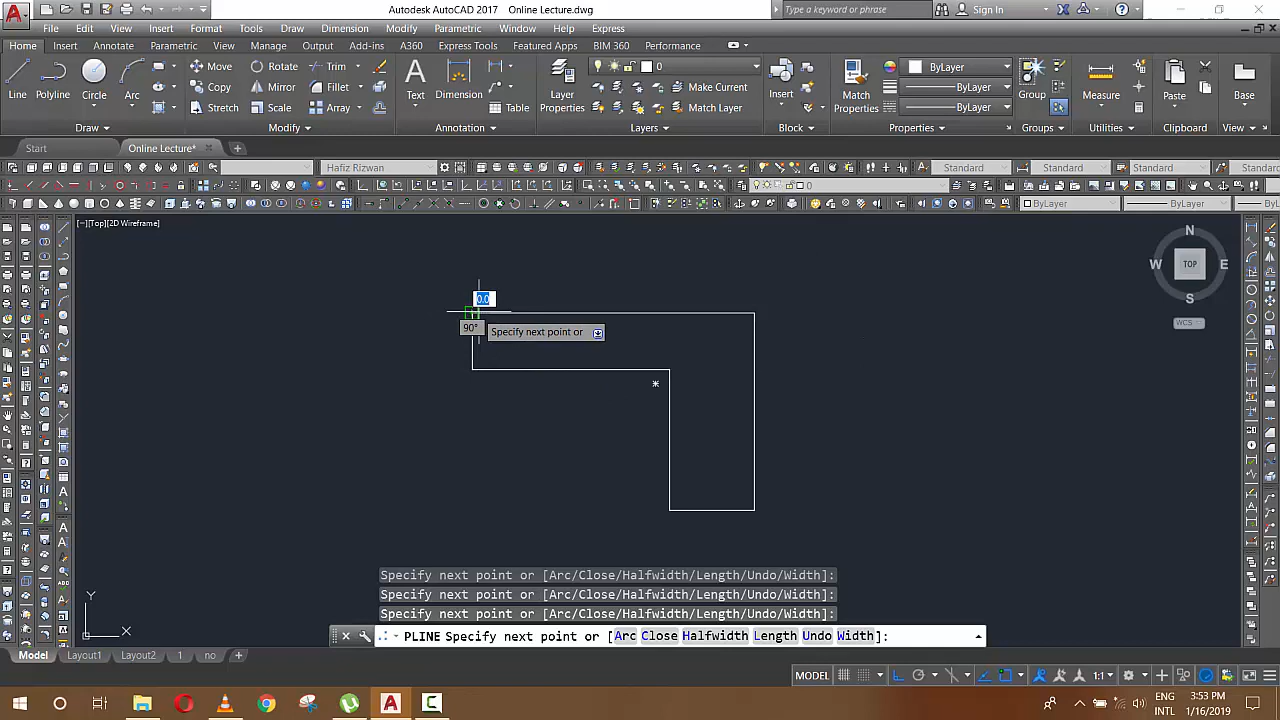 Autodesk AutoCAD 2017 Online Lecture.dwg
Type a keyword or phrase
Sign In
File Edit View Insert Format Tools Draw Dimension Modify Parametric Window Help Express
Home Insert Annotate Parametric View Manage Output Add-ins A360 Express Tools Featured Apps BIM 360 Performance
Move Rotate Trim
Make Current
ByLayer
Copy Mirror Fillet
Match Layer
ByLayer
Stretch Scale Array
Table
ByLayer
Line Polyline Circle Arc
Text Dimension
Layer Properties
Insert
Match Properties
Group
Measure
Paste
Base
Draw Modify Annotation Layers Block Properties Groups Utilities Clipboard View
Start Online Lecture*
Hafiz Rizwan
Standard Standard Standard Standard
0
ByLayer ByLayer ByLayer
[−][Top][2D Wireframe]
N
W TOP E
S
WCS
0.0
90°
Specify next point or
Specify next point or [Arc/Close/Halfwidth/Length/Undo/Width]:
Specify next point or [Arc/Close/Halfwidth/Length/Undo/Width]:
Specify next point or [Arc/Close/Halfwidth/Length/Undo/Width]:
PLINE Specify next point or [Arc Close Halfwidth Length Undo Width]:
Y
X
Model Layout1 Layout2 1 no
MODEL
1:1
ENG
INTL
3:53 PM
1/16/2019